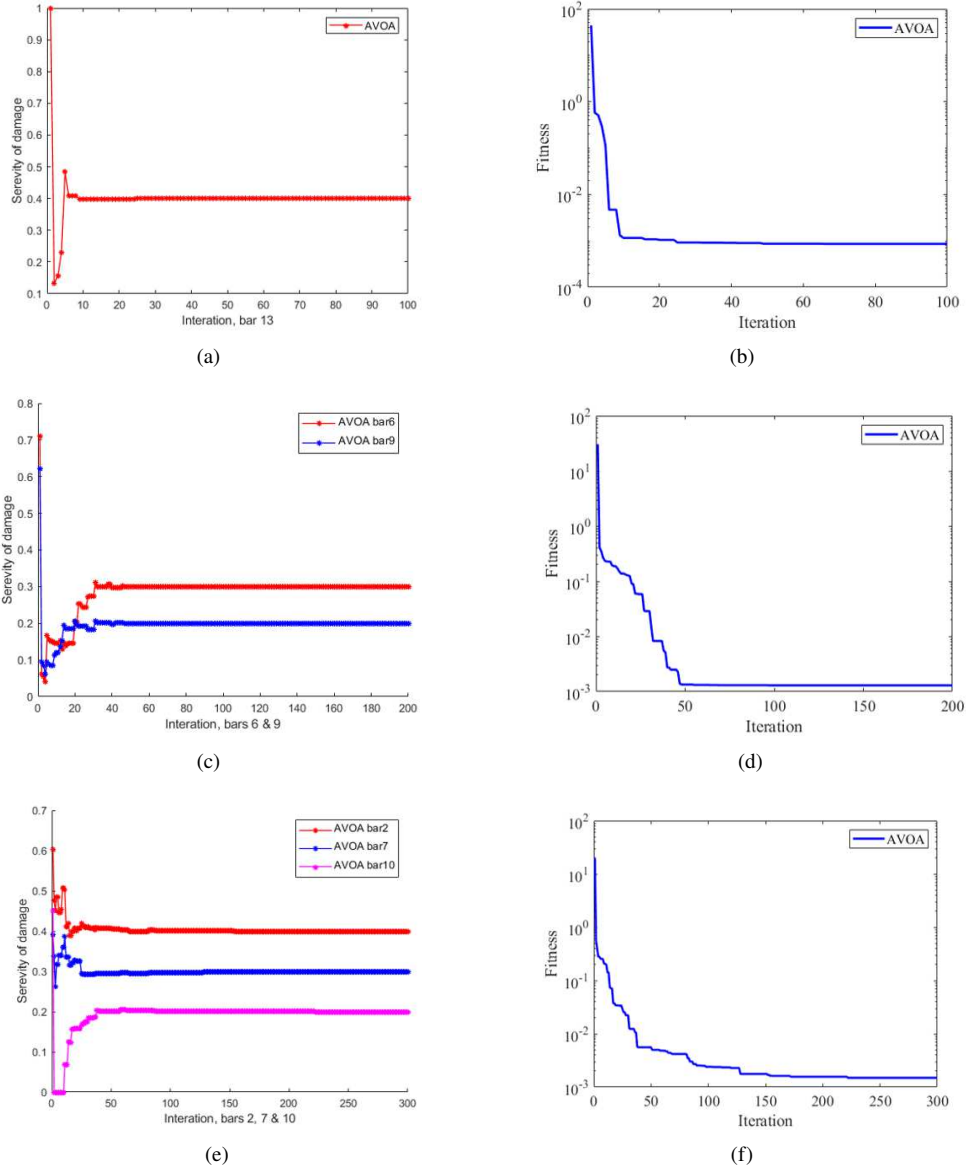 AVOA
Serevity of damage
1
0.9
0.8
0.7
0.6
0.5
0.4
0.3
0.2
0.1
0 10 20 30 40 50 60 70 80 90 100
Interation, bar 13
(a)
AVOA
Fitness
10^2
10^0
10^-2
10^-4
0 20 40 60 80 100
Iteration
(b)
AVOA bar6
AVOA bar9
Serevity of damage
0.8
0.7
0.6
0.5
0.4
0.3
0.2
0.1
0
0 20 40 60 80 100 120 140 160 180 200
Interation, bars 6 & 9
(c)
AVOA
Fitness
10^2
10^1
10^0
10^-1
10^-2
10^-3
0 50 100 150 200
Iteration
(d)
AVOA bar2
AVOA bar7
AVOA bar10
Serevity of damage
0.7
0.6
0.5
0.4
0.3
0.2
0.1
0
0 50 100 150 200 250 300
Interation, bars 2, 7 & 10
(e)
AVOA
Fitness
10^2
10^1
10^0
10^-1
10^-2
10^-3
0 50 100 150 200 250 300
Iteration
(f)